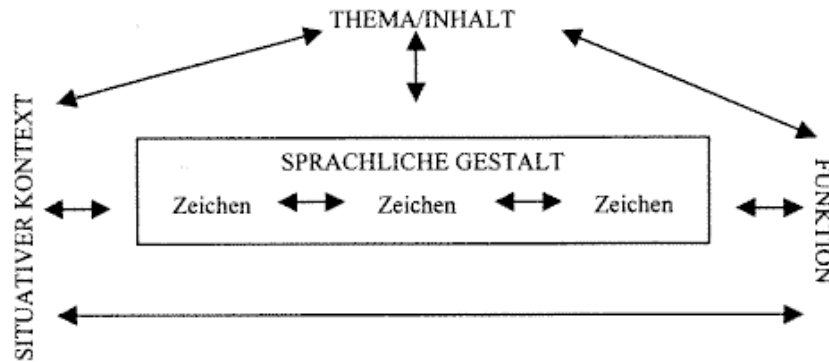 THEMA/INHALT
SITUATIVER KONTEXT
SPRACHLICHE GESTALT
Zeichen Zeichen Zeichen
FUNKTION